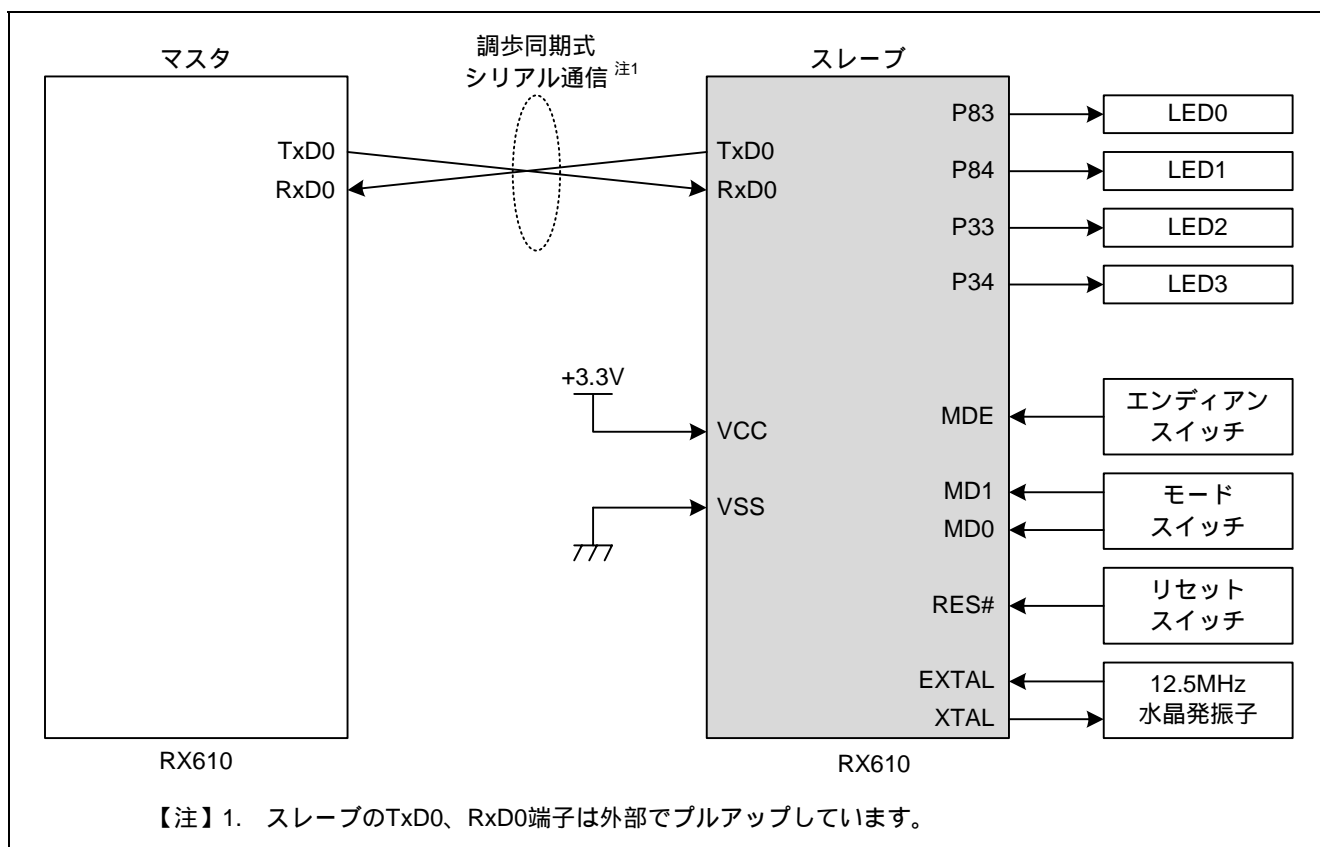 調歩同期式
シリアル通信 注1
マスタ
スレーブ
TxD0
RxD0
TxD0
RxD0
P83
LED0
P84
LED1
P33
LED2
P34
LED3
+3.3V
VCC
VSS
MDE
エンディアン
スイッチ
MD1
MD0
モード
スイッチ
RES#
リセット
スイッチ
EXTAL
XTAL
12.5MHz
水晶発振子
RX610
RX610
【注】1. スレーブのTxD0、RxD0端子は外部でプルアップしています。